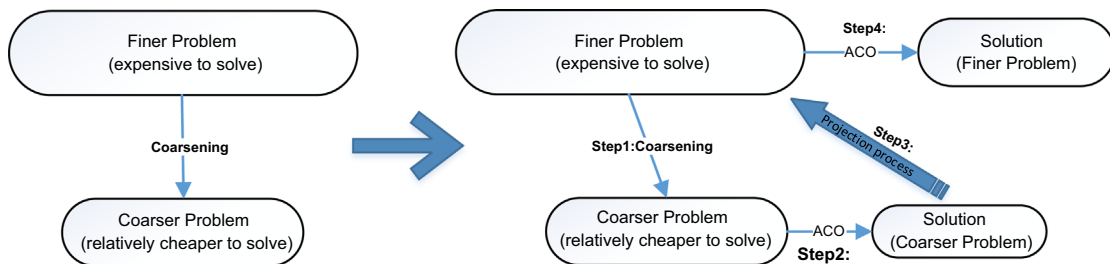 Finer Problem
(expensive to solve)
Coarsening
Coarser Problem
(relatively cheaper to solve)
Finer Problem
(expensive to solve)
Step4:
ACO
Solution
(Finer Problem)
Step1:Coarsening
Step3:
Projection process
Coarser Problem
(relatively cheaper to solve)
ACO
Step2:
Solution
(Coarser Problem)